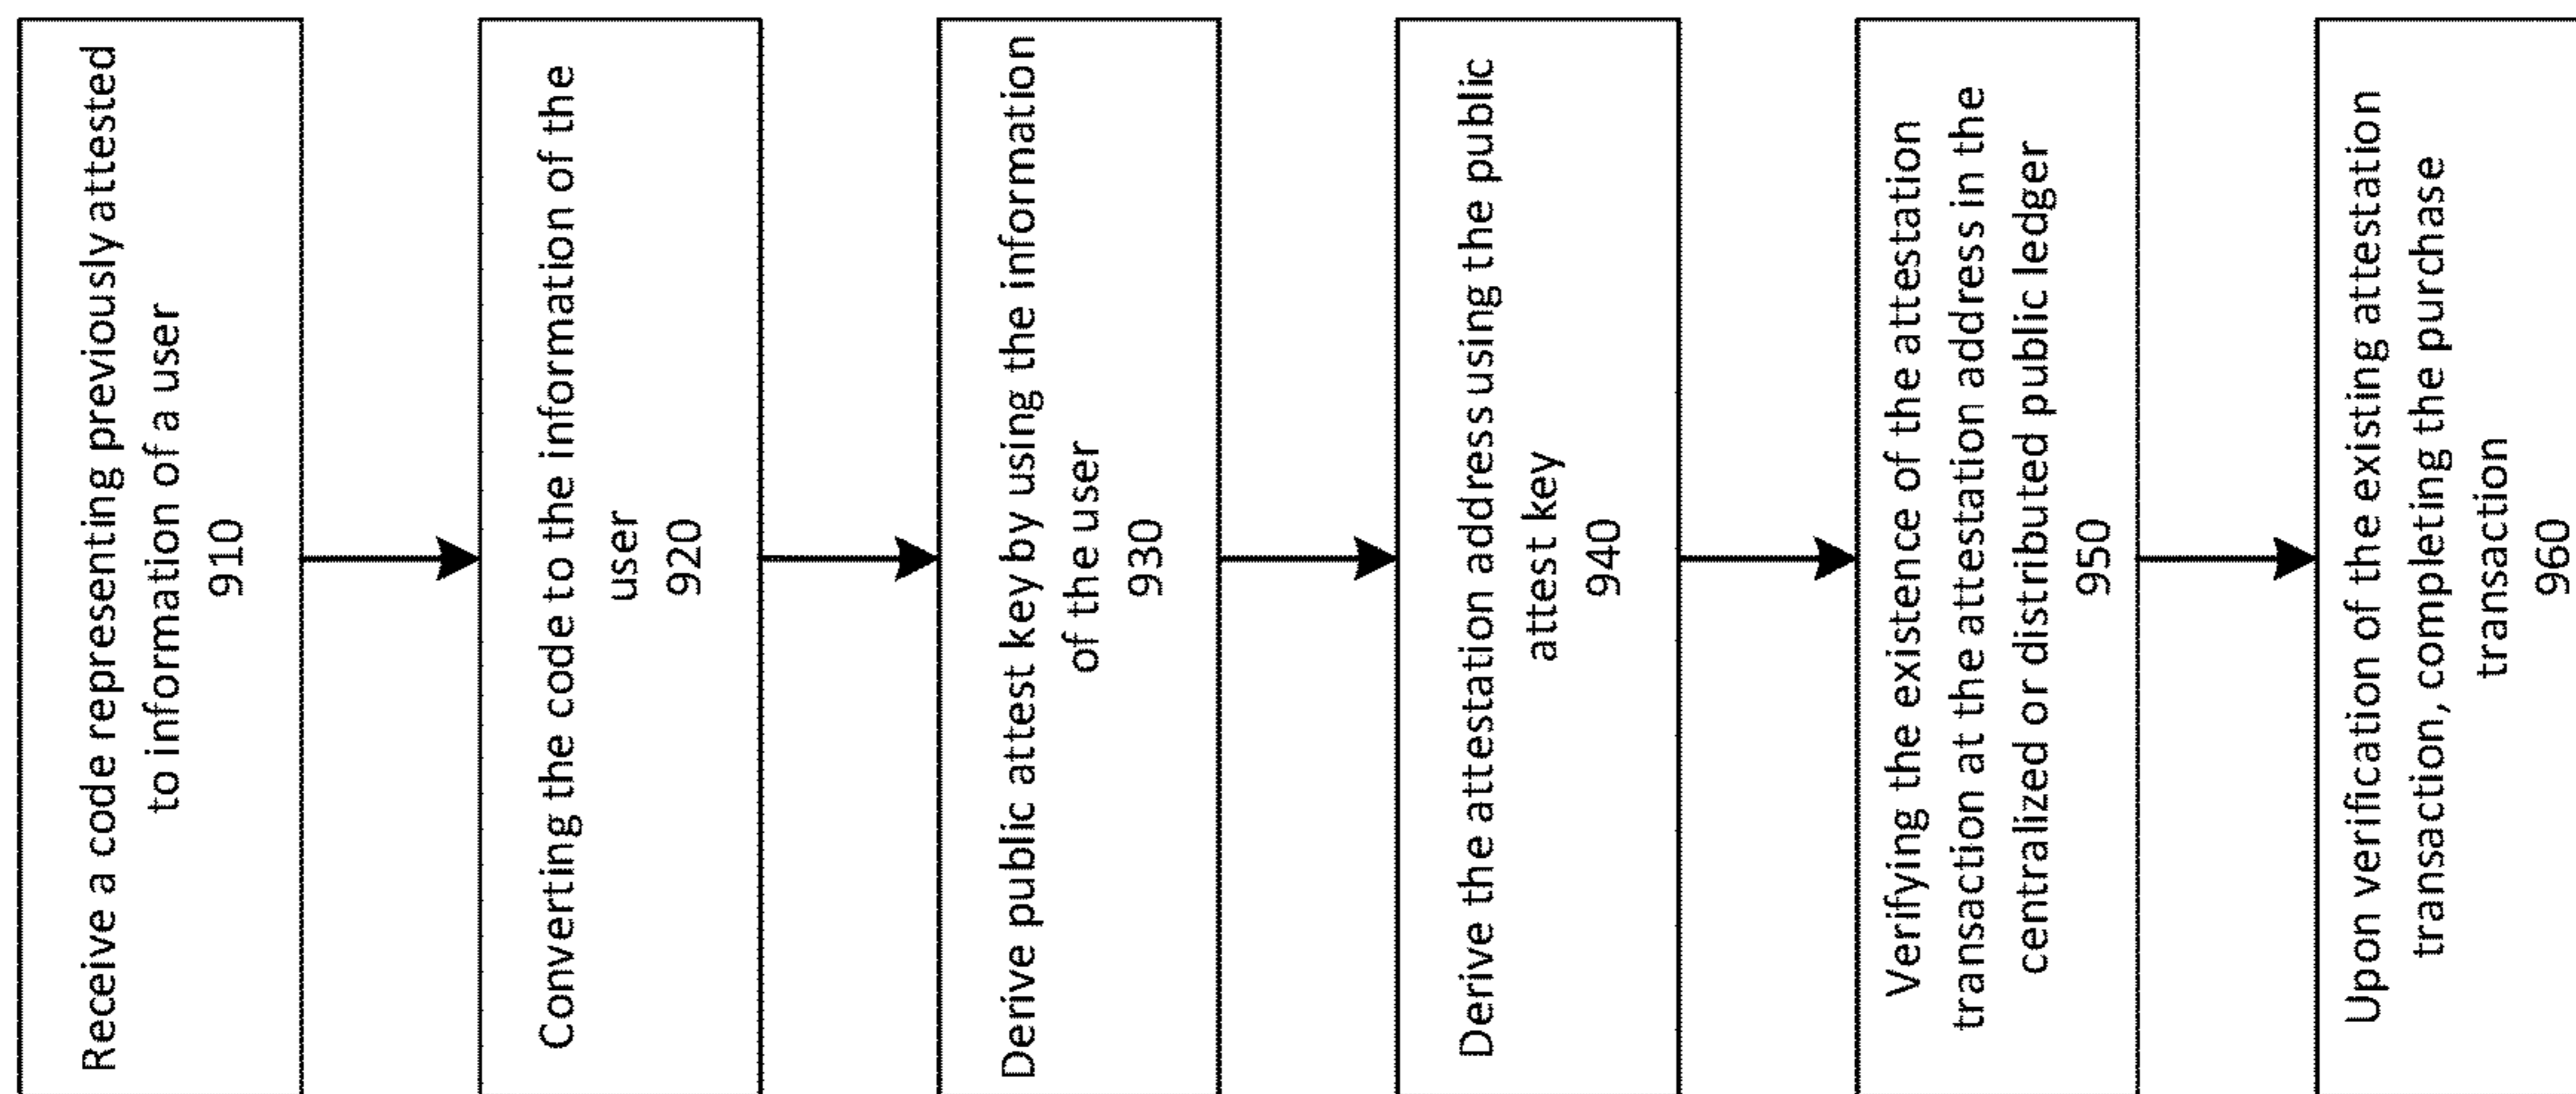 Receive a code representing previously attested
to information of a user
910
Converting the code to the information of the
user
920
Derive public attest key by using the information
of the user
930
Derive the attestation address using the public
attest key
940
Verifying the existence of the attestation
transaction at the attestation address in the
centralized or distributed public ledger
950
Upon verification of the existing attestation
transaction, completing the purchase
transaction
960